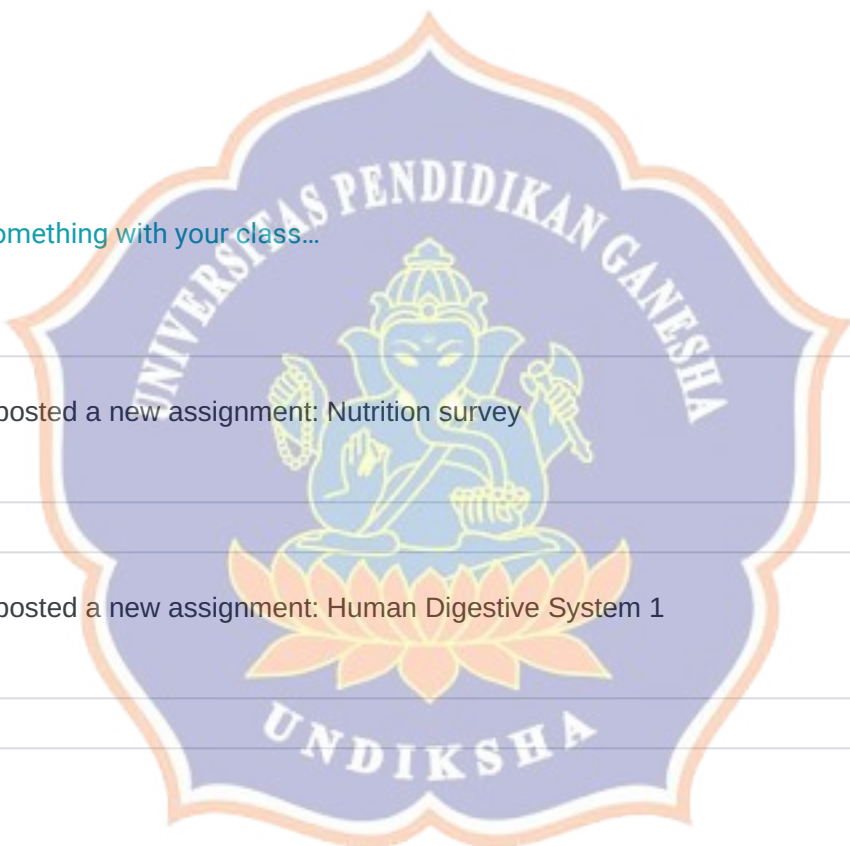 UNIVERSITAS PENDIDIKAN GANESHA
omething with your class...
posted a new assignment: Nutrition survey
posted a new assignment: Human Digestive System 1
UNDIKSHA